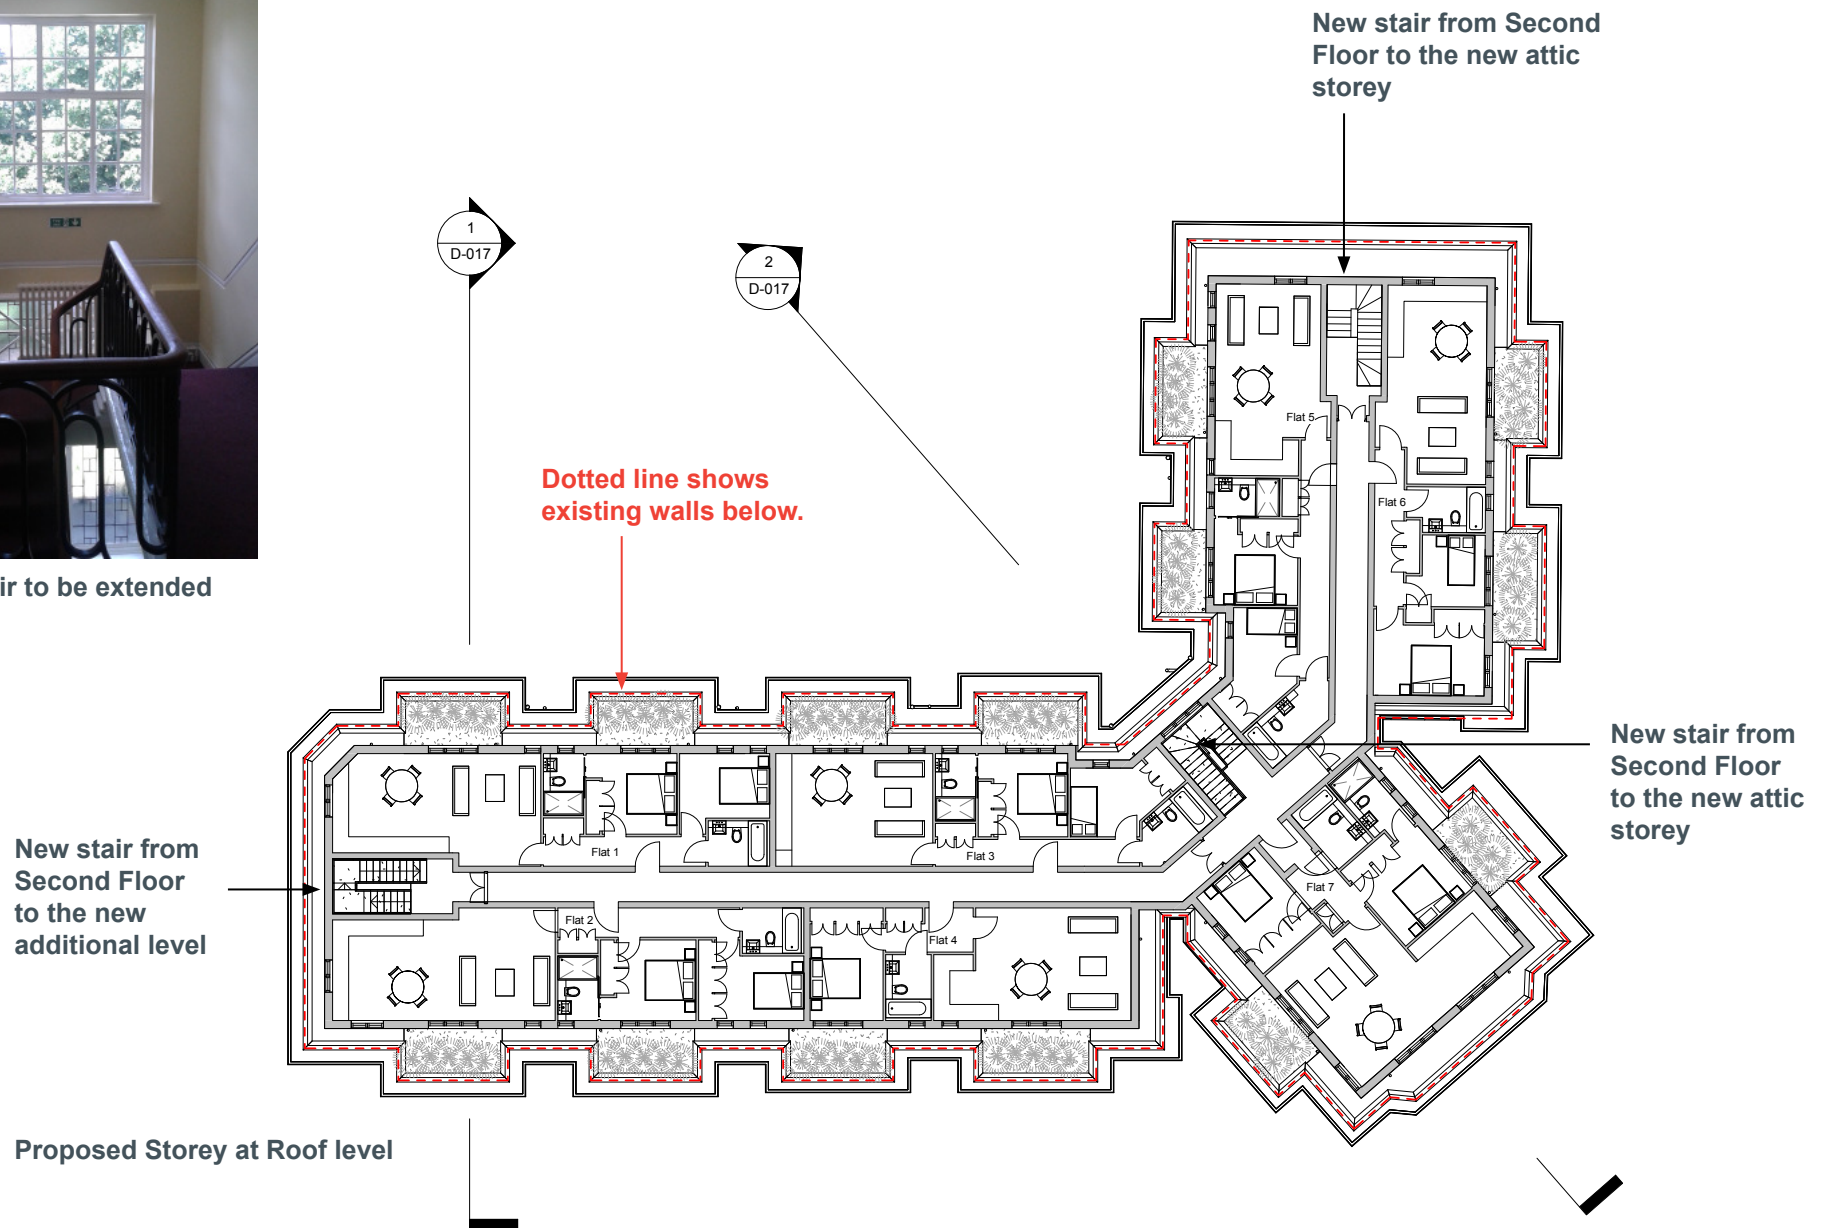 New stair from Second
Floor to the new attic
storey
1
D-017
2
D-017
Dotted line shows
existing walls below.
ir to be extended
Flat 5
Flat 6
New stair from
Second Floor
to the new attic
storey
New stair from
Second Floor
to the new
additional level
Flat 1
Flat 3
Flat 7
Flat 2
Flat 4
Proposed Storey at Roof level